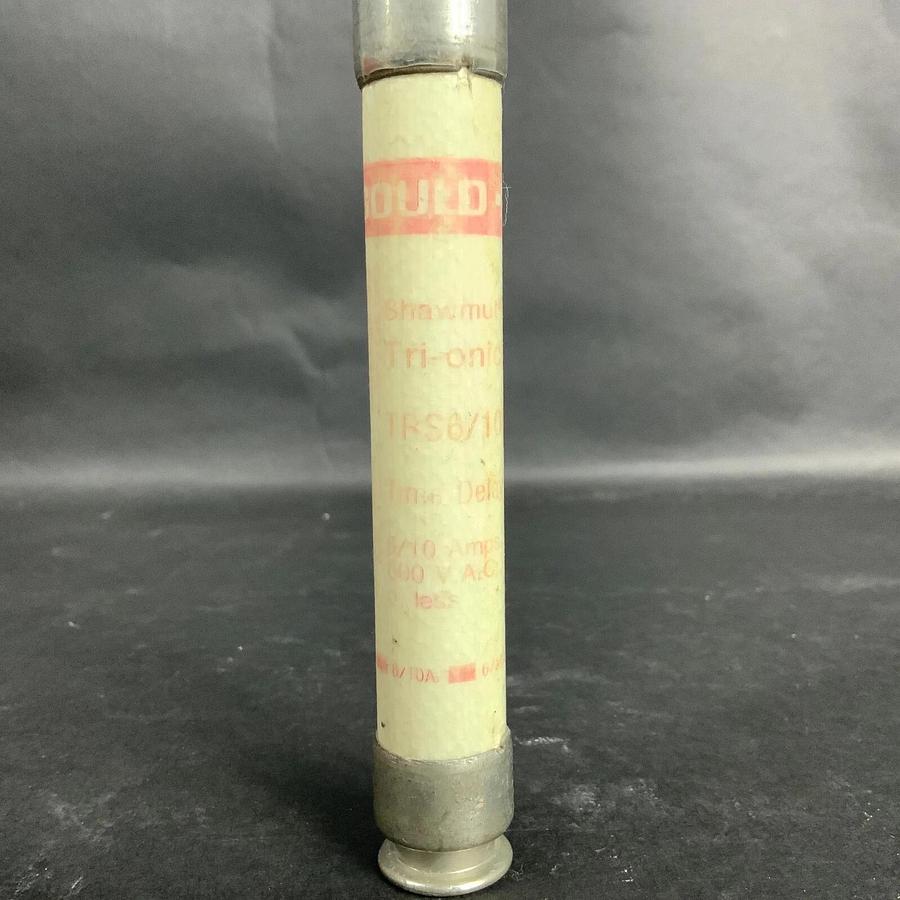 GOULD
Shawmut
Tri-onic
TRS6/10
Time Delay
6/10 Amps
600 V A.C.
less
6/10A